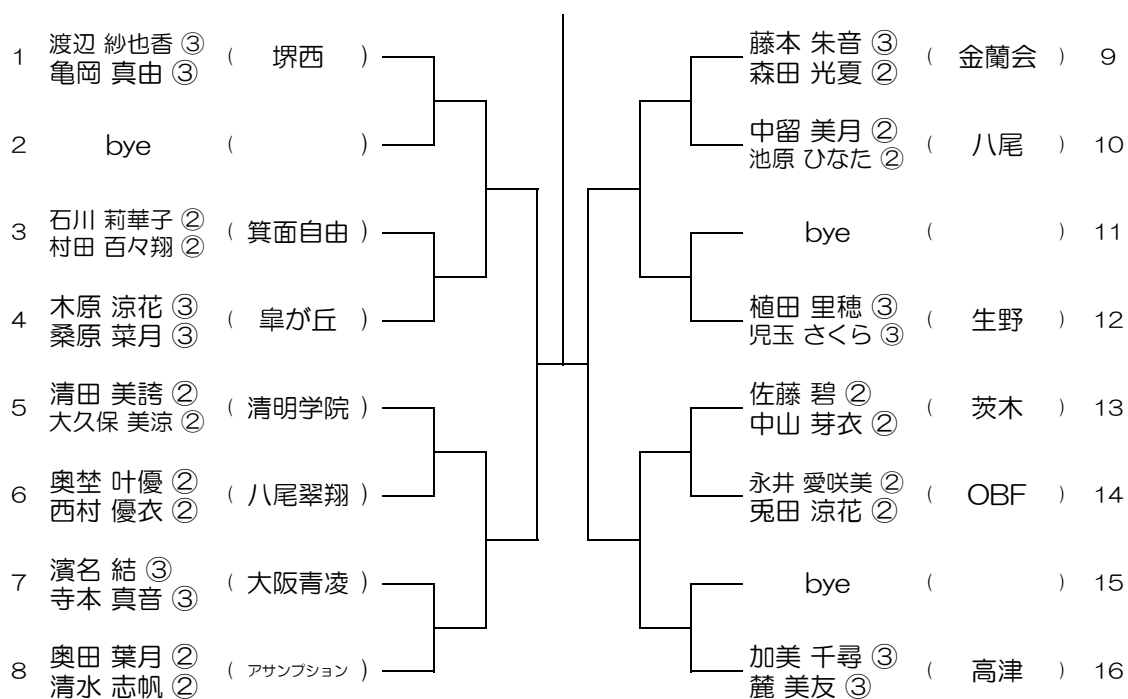 1 渡辺 紗也香 ③ ( 堺西 )
亀岡 真由 ③
2 bye ( )
3 石川 莉華子 ② ( 箕面自由 )
村田 百々翔 ②
4 木原 涼花 ③ ( 皐が丘 )
桑原 菜月 ③
5 清田 美誇 ② ( 清明学院 )
大久保 美涼 ②
6 奥埜 叶優 ② ( 八尾翠翔 )
西村 優衣 ②
7 濱名 結 ③ ( 大阪青凌 )
寺本 真音 ③
8 奥田 葉月 ② ( アサンプション )
清水 志帆 ②
藤本 朱音 ③ ( 金蘭会 ) 9
森田 光夏 ②
中留 美月 ② ( 八尾 ) 10
池原 ひなた ②
bye ( ) 11
植田 里穂 ③ ( 生野 ) 12
児玉 さくら ③
佐藤 碧 ② ( 茨木 ) 13
中山 芽衣 ②
永井 愛咲美 ② ( OBF ) 14
兎田 涼花 ②
bye ( ) 15
加美 千尋 ③ ( 高津 ) 16
麓 美友 ③